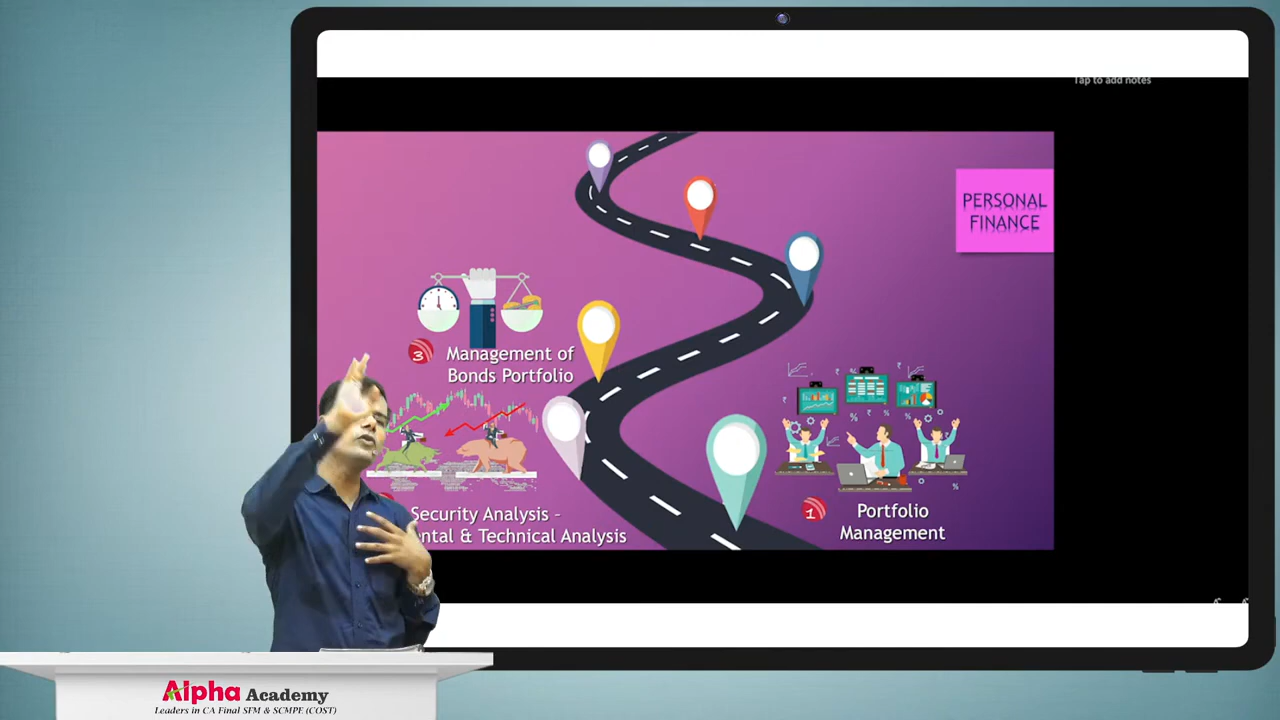 Tap to add notes
PERSONAL
FINANCE
3
Management of
Bonds Portfolio
Security Analysis –
& Technical Analysis
1
Portfolio
Management
Alpha Academy
Leaders in CA Final SFM & SCMPE (COST)